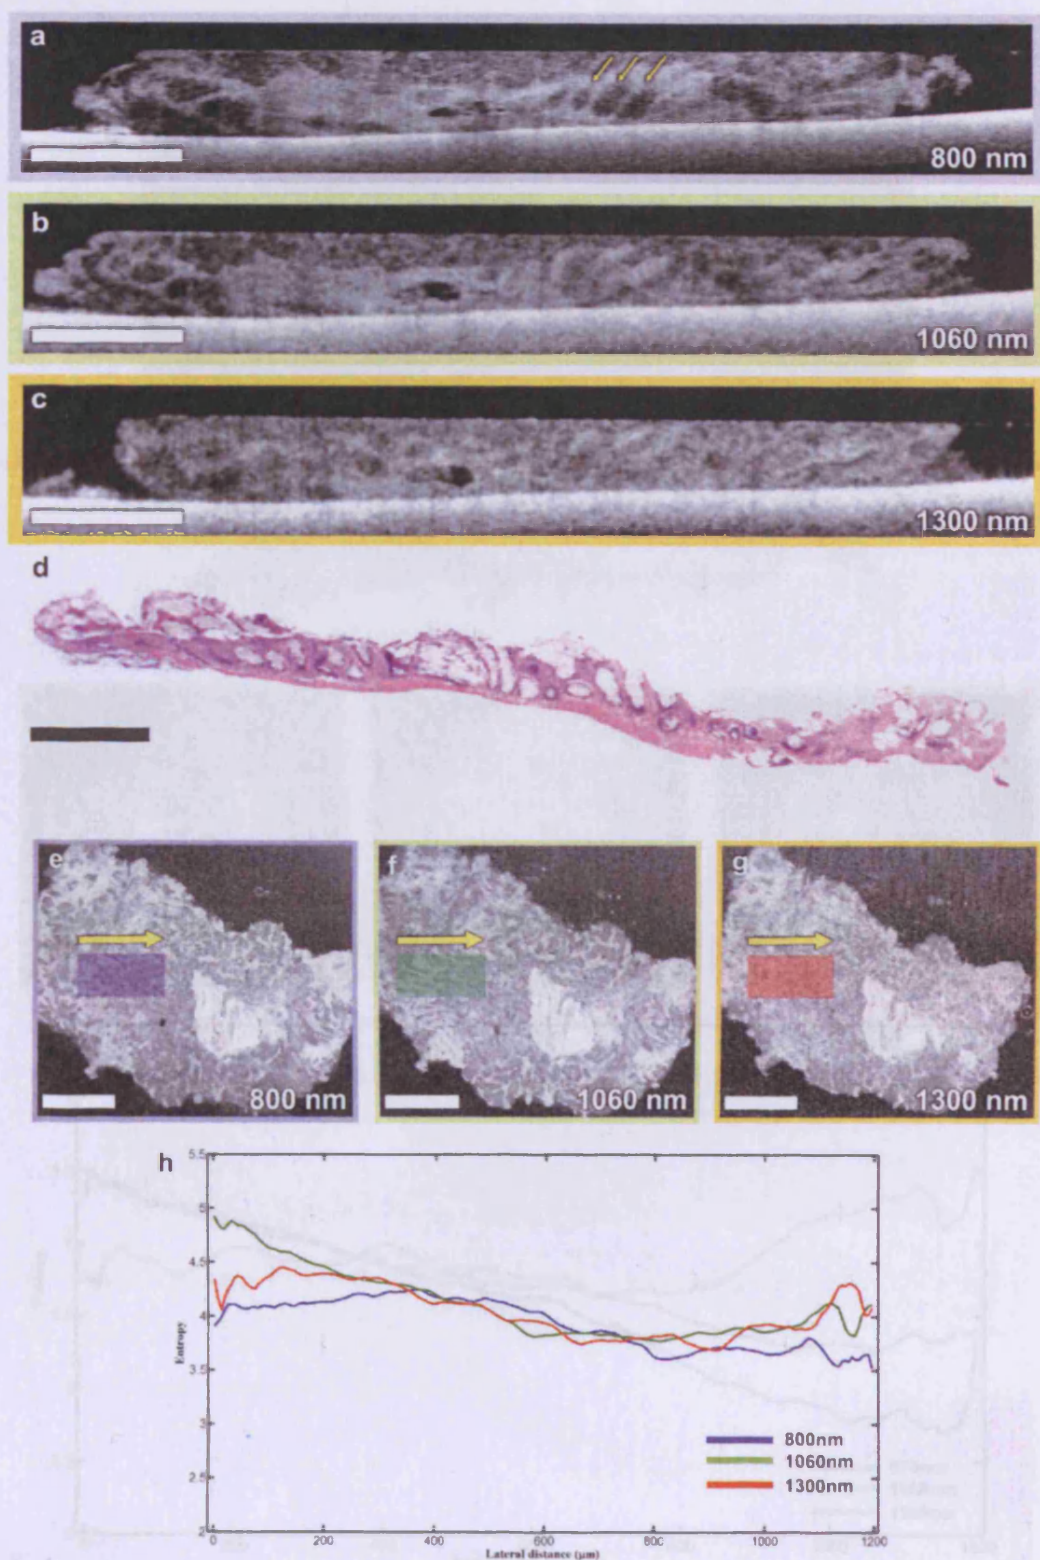 a
800 nm
b
1060 nm
c
1300 nm
d
e
800 nm
f
1060 nm
g
1300 nm
h
5.5
5
4.5
4
3.5
3
2.5
2
Entropy
0
200
400
600
800
1000
1200
Lateral distance (μm)
800nm
1060nm
1300nm